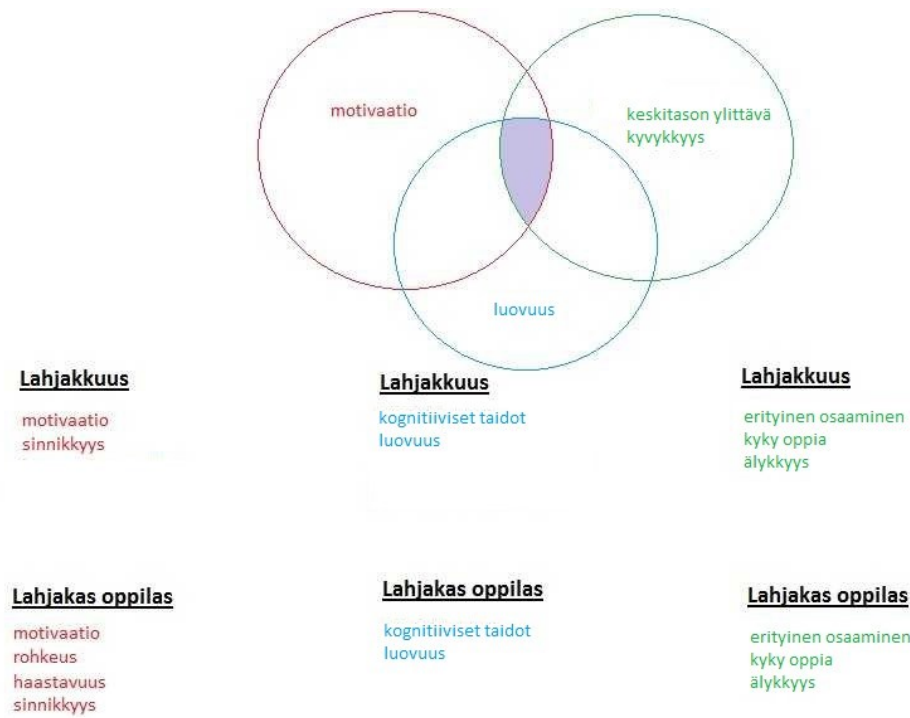 motivaatio
keskitason ylittävä
kyvykkyys
luovuus
Lahjakkuus
motivaatio
sinnikkyys
Lahjakkuus
kognitiiviset taidot
luovuus
Lahjakkuus
erityinen osaaminen
kyky oppia
älykkyys
Lahjakas oppilas
motivaatio
rohkeus
haastavuus
sinnikkyys
Lahjakas oppilas
kognitiiviset taidot
luovuus
Lahjakas oppilas
erityinen osaaminen
kyky oppia
älykkyys